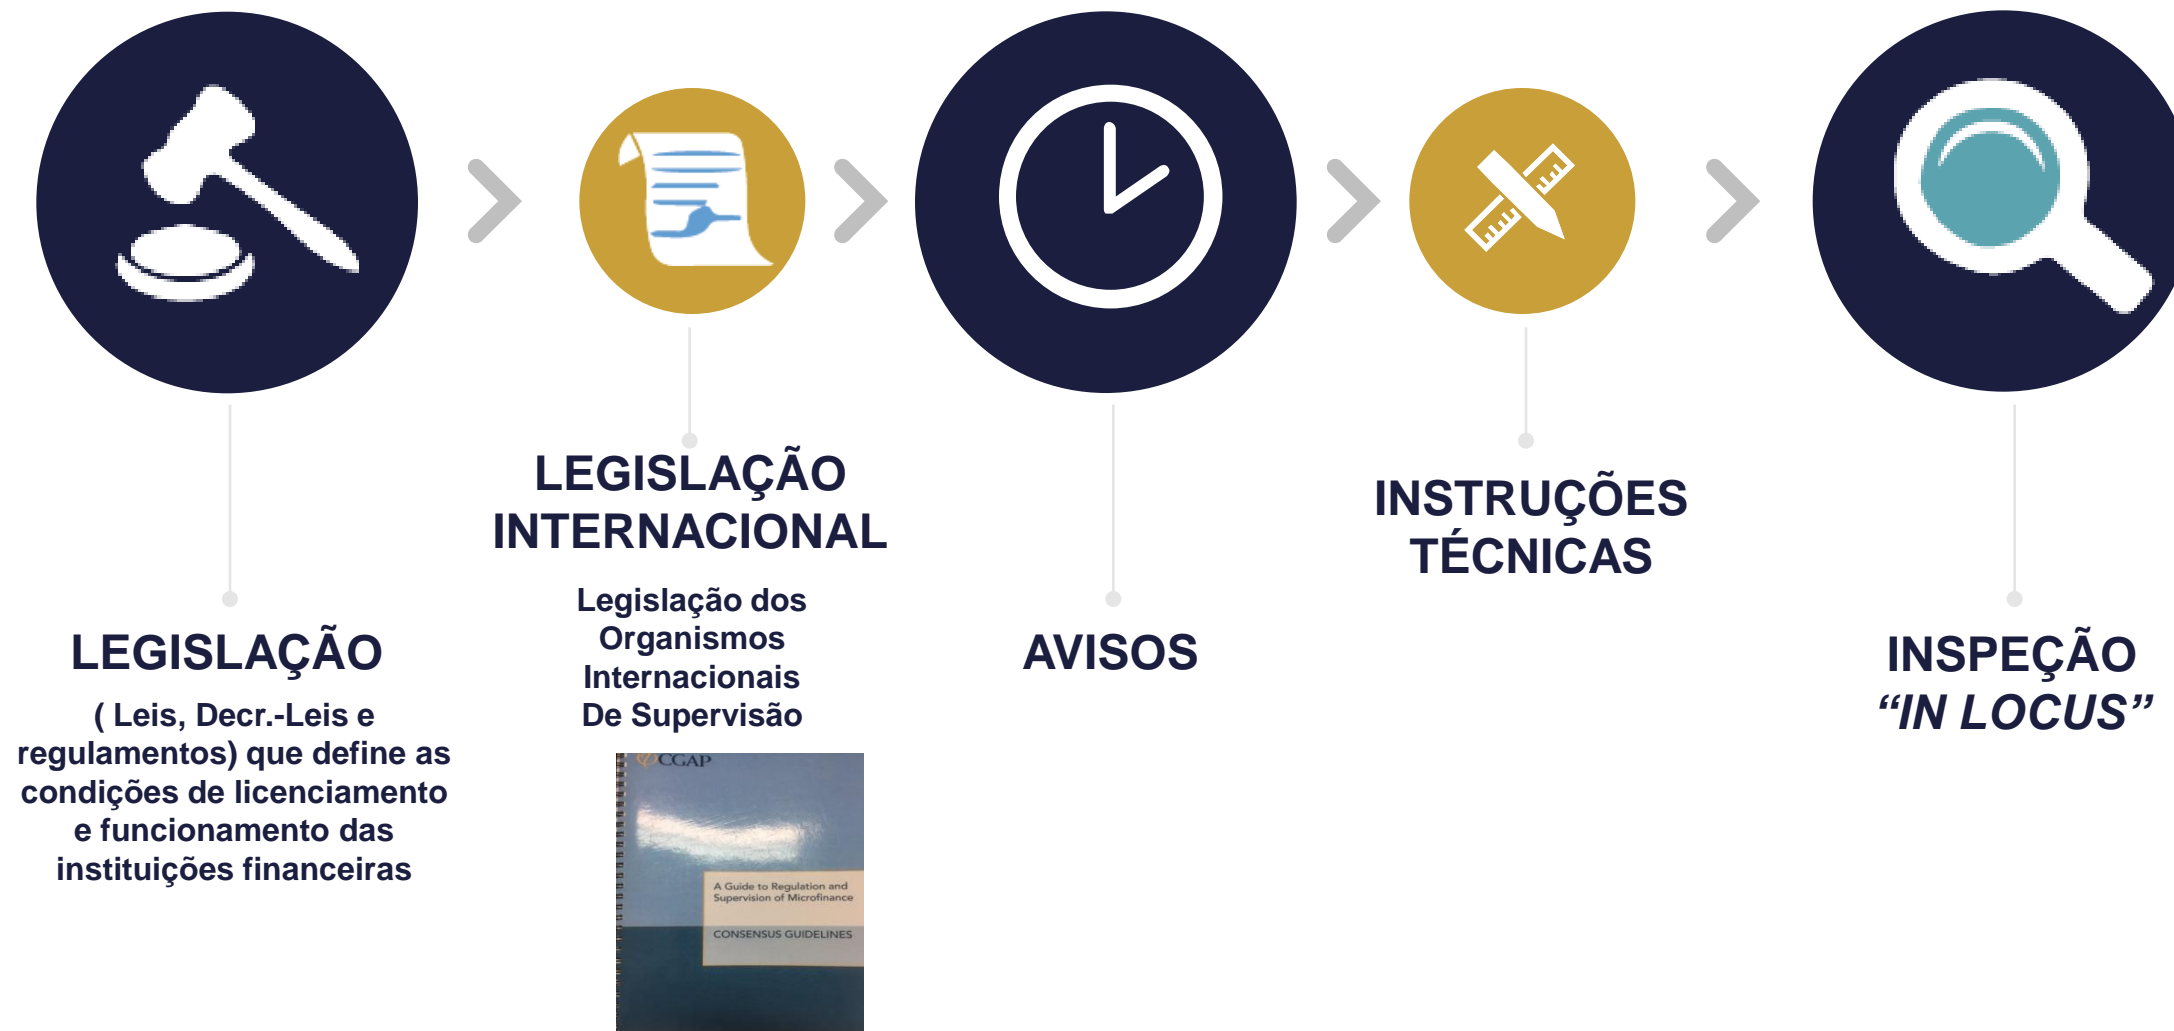 LEGISLAÇÃO
( Leis, Decr.-Leis e
regulamentos) que define as
condições de licenciamento
e funcionamento das
instituições financeiras
LEGISLAÇÃO
INTERNACIONAL
Legislação dos
Organismos
Internacionais
De Supervisão
CGAP
A Guide to Regulation and
Supervision of Microfinance
CONSENSUS GUIDELINES
AVISOS
INSTRUÇÕES
TÉCNICAS
INSPEÇÃO
“IN LOCUS”